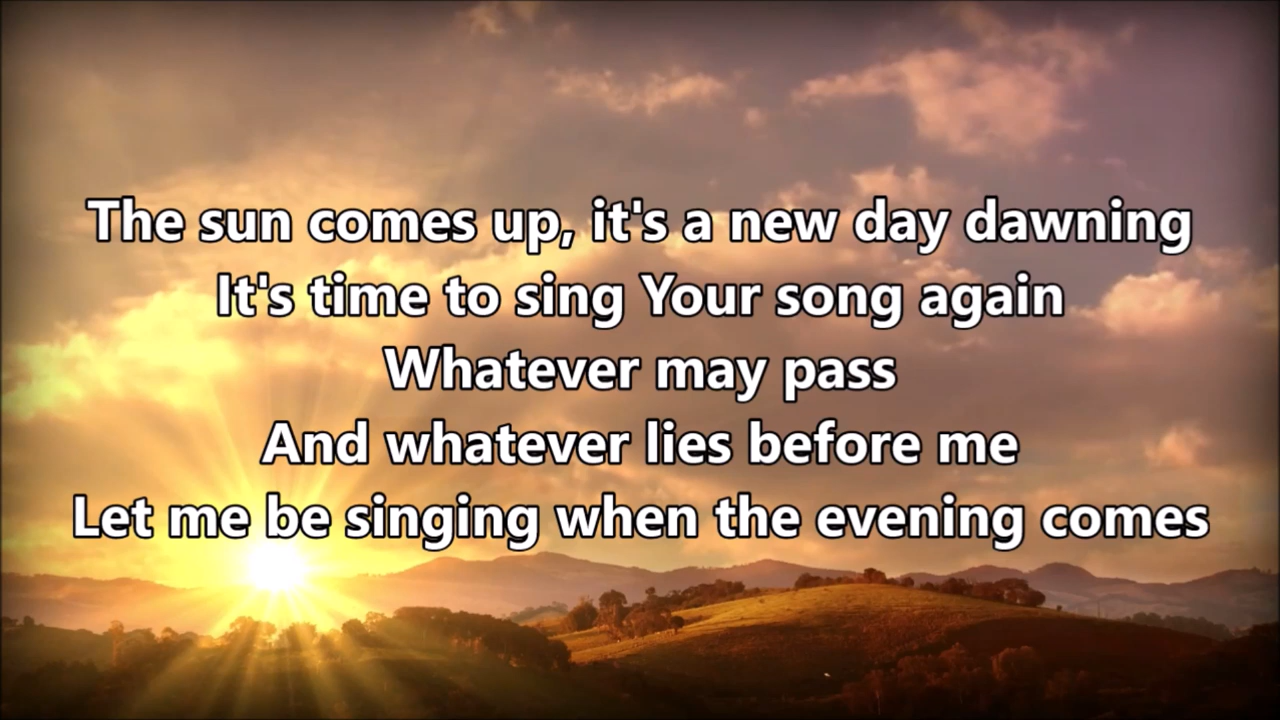 The sun comes up, it's a new day dawning
It's time to sing Your song again
Whatever may pass
And whatever lies before me
Let me be singing when the evening comes